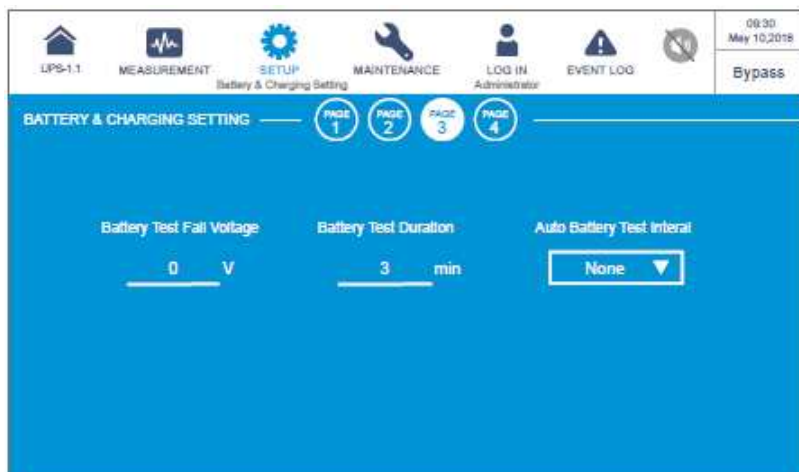 09:30
May 10,2018
UPS-1.1 MEASUREMENT SETUP MAINTENANCE LOG IN EVENT LOG
Battery & Charging Setting Administrator
Bypass
BATTERY & CHARGING SETTING PAGE 1 PAGE 2 PAGE 3 PAGE 4
Battery Test Fail Voltage Battery Test Duration Auto Battery Test Interal
0 V 3 min None